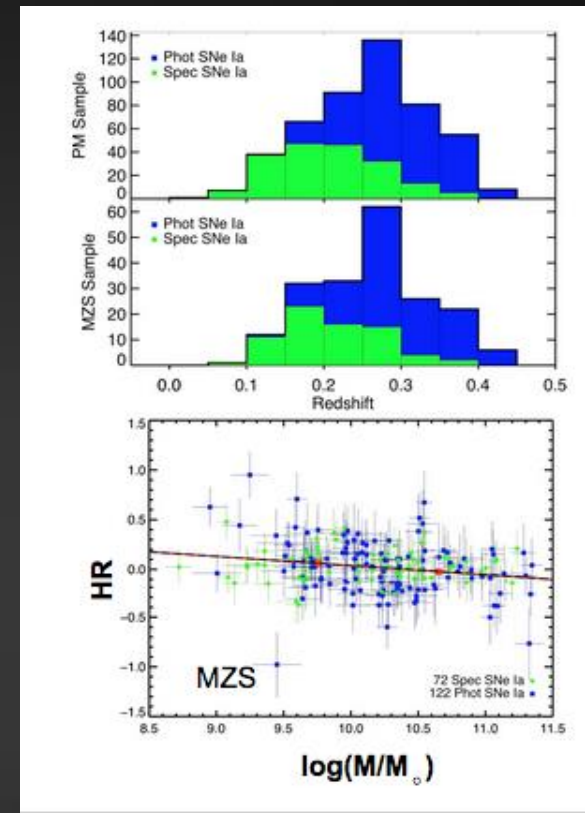 PM Sample
140
120
100
80
60
40
20
0
Phot SNe Ia
Spec SNe Ia
MZS Sample
60
50
40
30
20
10
0
Phot SNe Ia
Spec SNe Ia
0.0 0.1 0.2 0.3 0.4 0.5
Redshift
HR
1.5
1.0
0.5
0.0
−0.5
−1.0
−1.5
MZS
72 Spec SNe Ia
122 Phot SNe Ia
8.5 9.0 9.5 10.0 10.5 11.0 11.5
log(M/M☉)